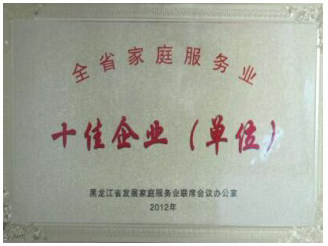 全省家庭服务业
十佳企业（单位）
黑龙江省发展家庭服务业联席会议办公室
2012年